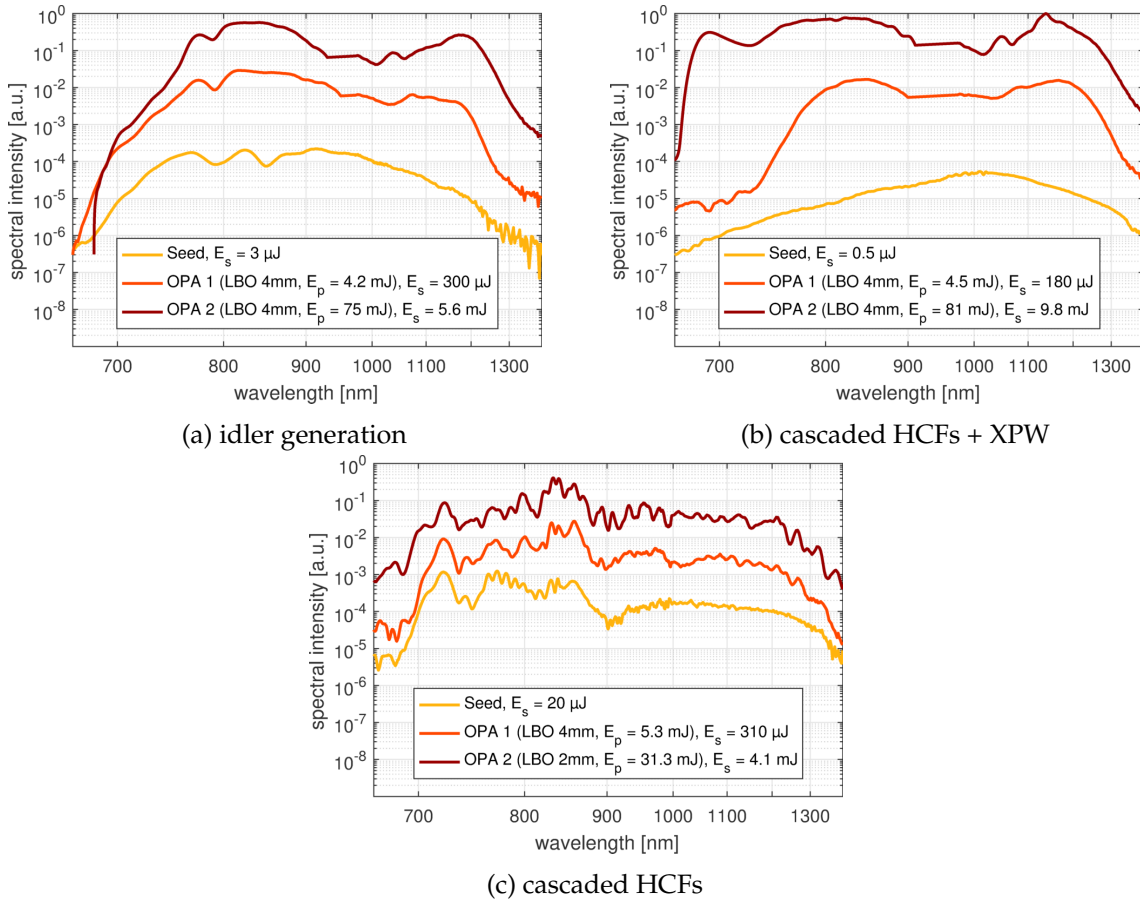 10^0
10^-1
10^-2
10^-3
10^-4
10^-5
10^-6
10^-7
10^-8
spectral intensity [a.u.]
Seed, E_s = 3 µJ
OPA 1 (LBO 4mm, E_p = 4.2 mJ), E_s = 300 µJ
OPA 2 (LBO 4mm, E_p = 75 mJ), E_s = 5.6 mJ
700 800 900 1000 1100 1300
wavelength [nm]
(a) idler generation
10^0
10^-1
10^-2
10^-3
10^-4
10^-5
10^-6
10^-7
10^-8
spectral intensity [a.u.]
Seed, E_s = 0.5 µJ
OPA 1 (LBO 4mm, E_p = 4.5 mJ), E_s = 180 µJ
OPA 2 (LBO 4mm, E_p = 81 mJ), E_s = 9.8 mJ
700 800 900 1000 1100 1300
wavelength [nm]
(b) cascaded HCFs + XPW
10^0
10^-1
10^-2
10^-3
10^-4
10^-5
10^-6
10^-7
10^-8
spectral intensity [a.u.]
Seed, E_s = 20 µJ
OPA 1 (LBO 4mm, E_p = 5.3 mJ), E_s = 310 µJ
OPA 2 (LBO 2mm, E_p = 31.3 mJ), E_s = 4.1 mJ
700 800 900 1000 1100 1300
wavelength [nm]
(c) cascaded HCFs